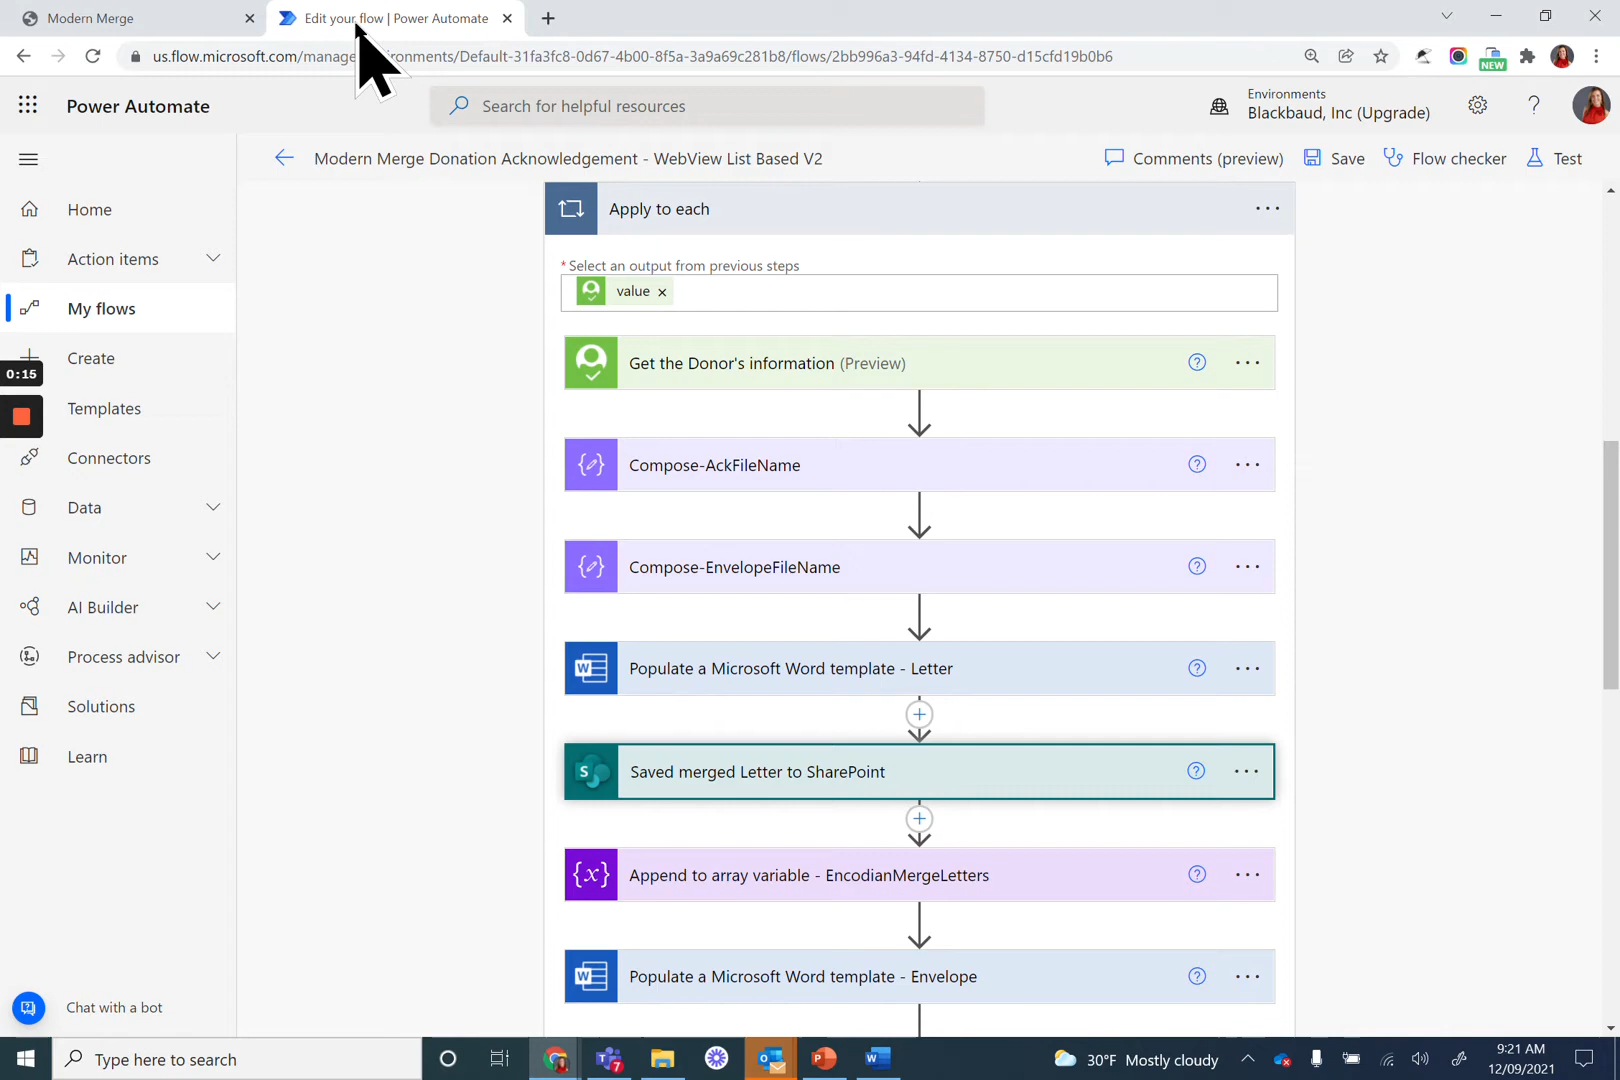 Modern Merge
Edit your flow | Power Automate
us.flow.microsoft.com/manage
ronments/Default-31fa3fc8-0d67-4b00-8f5a-3a9a69c281b8/flows/2bb996a3-94fd-4134-8750-d15cfd19b0b6
NEW
Power Automate
Search for helpful resources
Environments
Blackbaud, Inc (Upgrade)
Modern Merge Donation Acknowledgement - WebView List Based V2
Comments (preview)
Save
Flow checker
Test
Home
Action items
My flows
Create
0:15
Templates
Connectors
Data
Monitor
AI Builder
Process advisor
Solutions
Learn
Chat with a bot
Apply to each
* Select an output from previous steps
value
Get the Donor's information (Preview)
Compose-AckFileName
Compose-EnvelopeFileName
Populate a Microsoft Word template - Letter
Saved merged Letter to SharePoint
{x} Append to array variable - EncodianMergeLetters
Populate a Microsoft Word template - Envelope
Type here to search
7
30°F Mostly cloudy
9:21 AM
12/09/2021